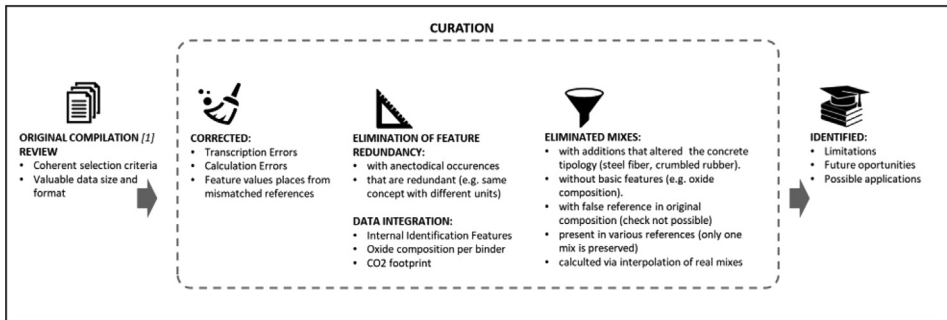 CURATION
ORIGINAL COMPILATION [1]
REVIEW
• Coherent selection criteria
• Valuable data size and
format
CORRECTED:
• Transcription Errors
• Calculation Errors
• Feature values places from
mismatched references
ELIMINATION OF FEATURE
REDUNDANCY:
• with anectodical occurences
• that are redundant (e.g. same
concept with different units)
DATA INTEGRATION:
• Internal Identification Features
• Oxide composition per binder
• CO2 footprint
ELIMINATED MIXES:
• with additions that altered the concrete
tipology (steel fiber, crumbled rubber).
• without basic features (e.g. oxide
composition).
• with false reference in original
composition (check not possible)
• present in various references (only one
mix is preserved)
• calculted via interpolation of real mixes
IDENTIFIED:
• Limitations
• Future oportunities
• Possible applications